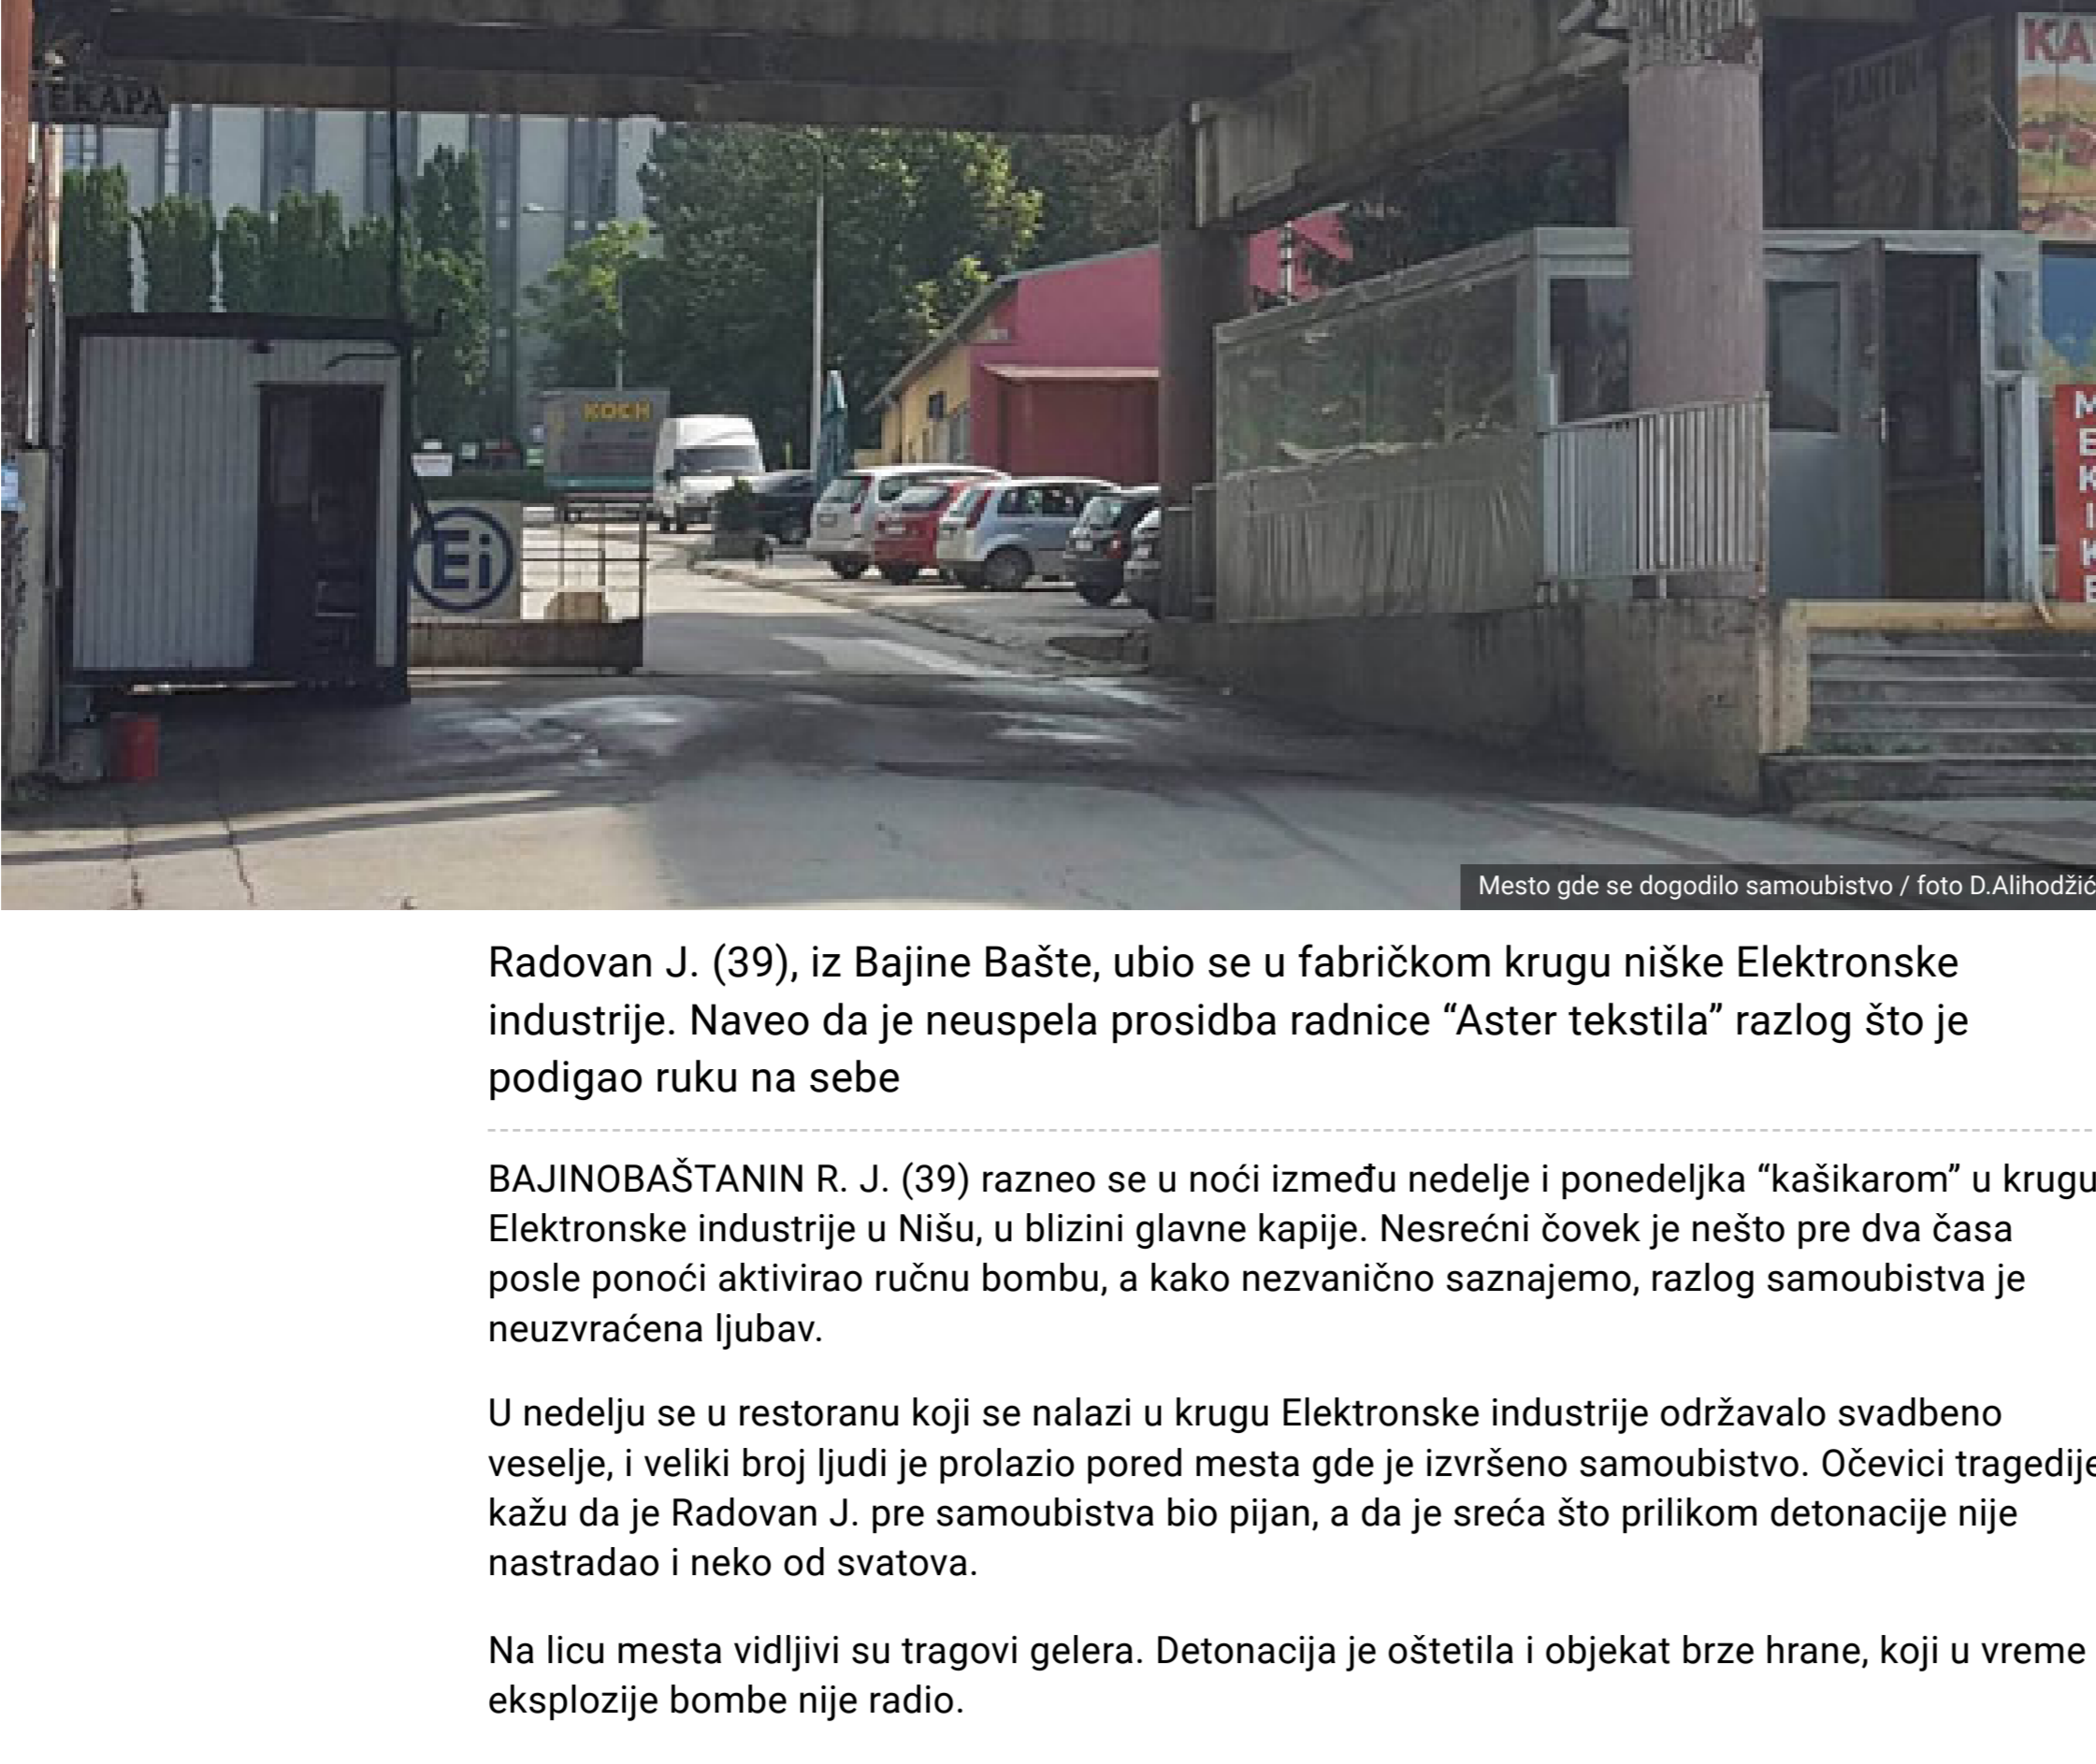 EKAPA
KA
KOCH
Ei
M
E
K
I
K
E
Mesto gde se dogodilo samoubistvo / foto D.Alihodžić
Radovan J. (39), iz Bajine Bašte, ubio se u fabričkom krugu niške Elektronske
industrije. Naveo da je neuspela prosidba radnice “Aster tekstila” razlog što je
podigao ruku na sebe
BAJINOBAŠTANIN R. J. (39) razneo se u noći između nedelje i ponedeljka “kašikarom” u krugu
Elektronske industrije u Nišu, u blizini glavne kapije. Nesrećni čovek je nešto pre dva časa
posle ponoći aktivirao ručnu bombu, a kako nezvanično saznajemo, razlog samoubistva je
neuzvraćena ljubav.
U nedelju se u restoranu koji se nalazi u krugu Elektronske industrije održavalo svadbeno
veselje, i veliki broj ljudi je prolazio pored mesta gde je izvršeno samoubistvo. Očevici tragedije
kažu da je Radovan J. pre samoubistva bio pijan, a da je sreća što prilikom detonacije nije
nastradao i neko od svatova.
Na licu mesta vidljivi su tragovi gelera. Detonacija je oštetila i objekat brze hrane, koji u vreme
eksplozije bombe nije radio.